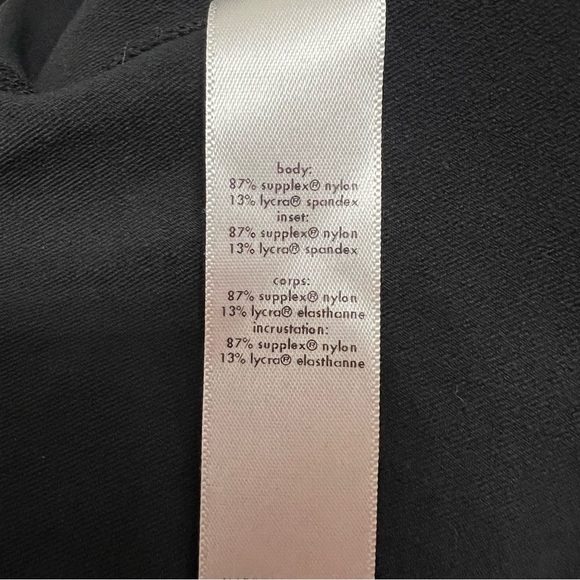 body:
87% supplex® nylon
13% lycra® spandex
inset:
87% supplex® nylon
13% lycra® spandex
corps:
87% supplex® nylon
13% lycra® elasthanne
incrustation:
87% supplex® nylon
13% lycra® elasthanne